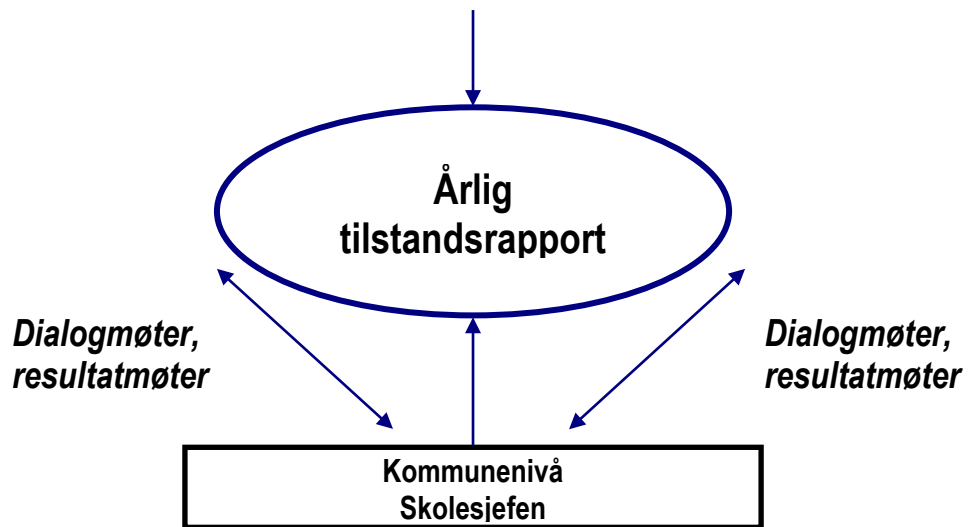 Årlig
tilstandsrapport
Dialogmøter,
resultatmøter
Dialogmøter,
resultatmøter
Kommunenivå
Skolesjefen